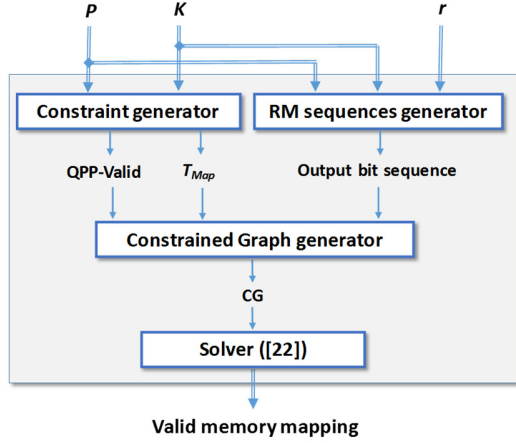 P K r
Constraint generator RM sequences generator
QPP-Valid T_Map Output bit sequence
Constrained Graph generator
CG
Solver ([22])
Valid memory mapping